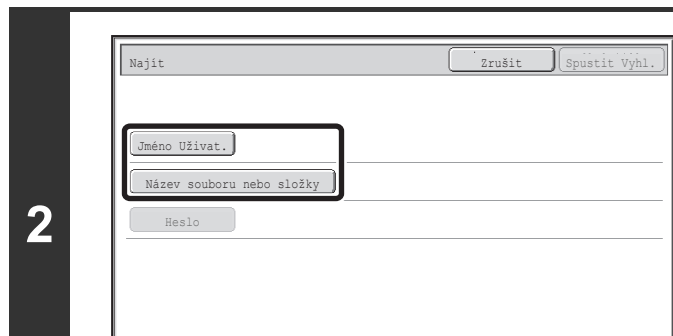 2
Najít
Zrušit
Spustit Vyhl.
Jméno Uživat.
Název souboru nebo složky
Heslo